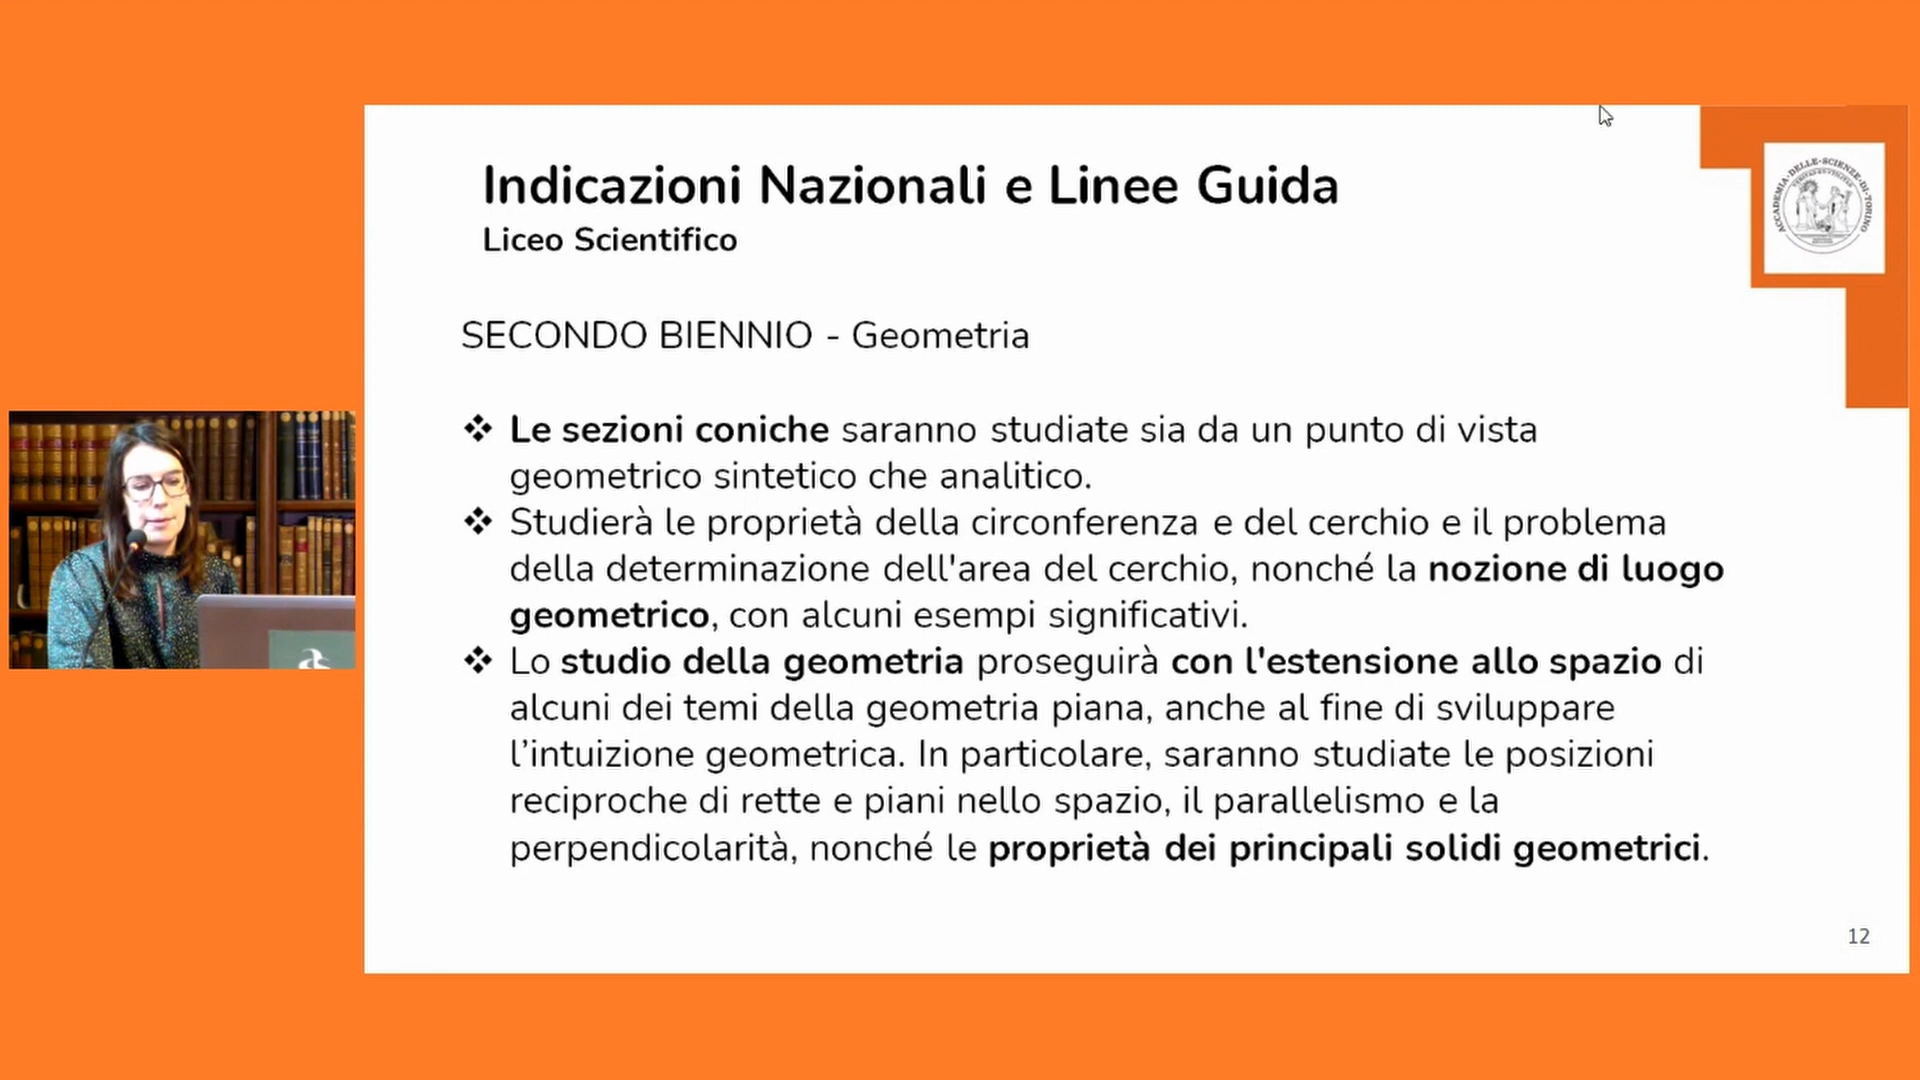 Indicazioni Nazionali e Linee Guida
Liceo Scientifico
SECONDO BIENNIO - Geometria
❖ Le sezioni coniche saranno studiate sia da un punto di vista
geometrico sintetico che analitico.
❖ Studierà le proprietà della circonferenza e del cerchio e il problema
della determinazione dell'area del cerchio, nonché la nozione di luogo
geometrico, con alcuni esempi significativi.
❖ Lo studio della geometria proseguirà con l'estensione allo spazio di
alcuni dei temi della geometria piana, anche al fine di sviluppare
l’intuizione geometrica. In particolare, saranno studiate le posizioni
reciproche di rette e piani nello spazio, il parallelismo e la
perpendicolarità, nonché le proprietà dei principali solidi geometrici.
12
ACCADEMIA·DELLE·SCIENZE·DI·TORINO